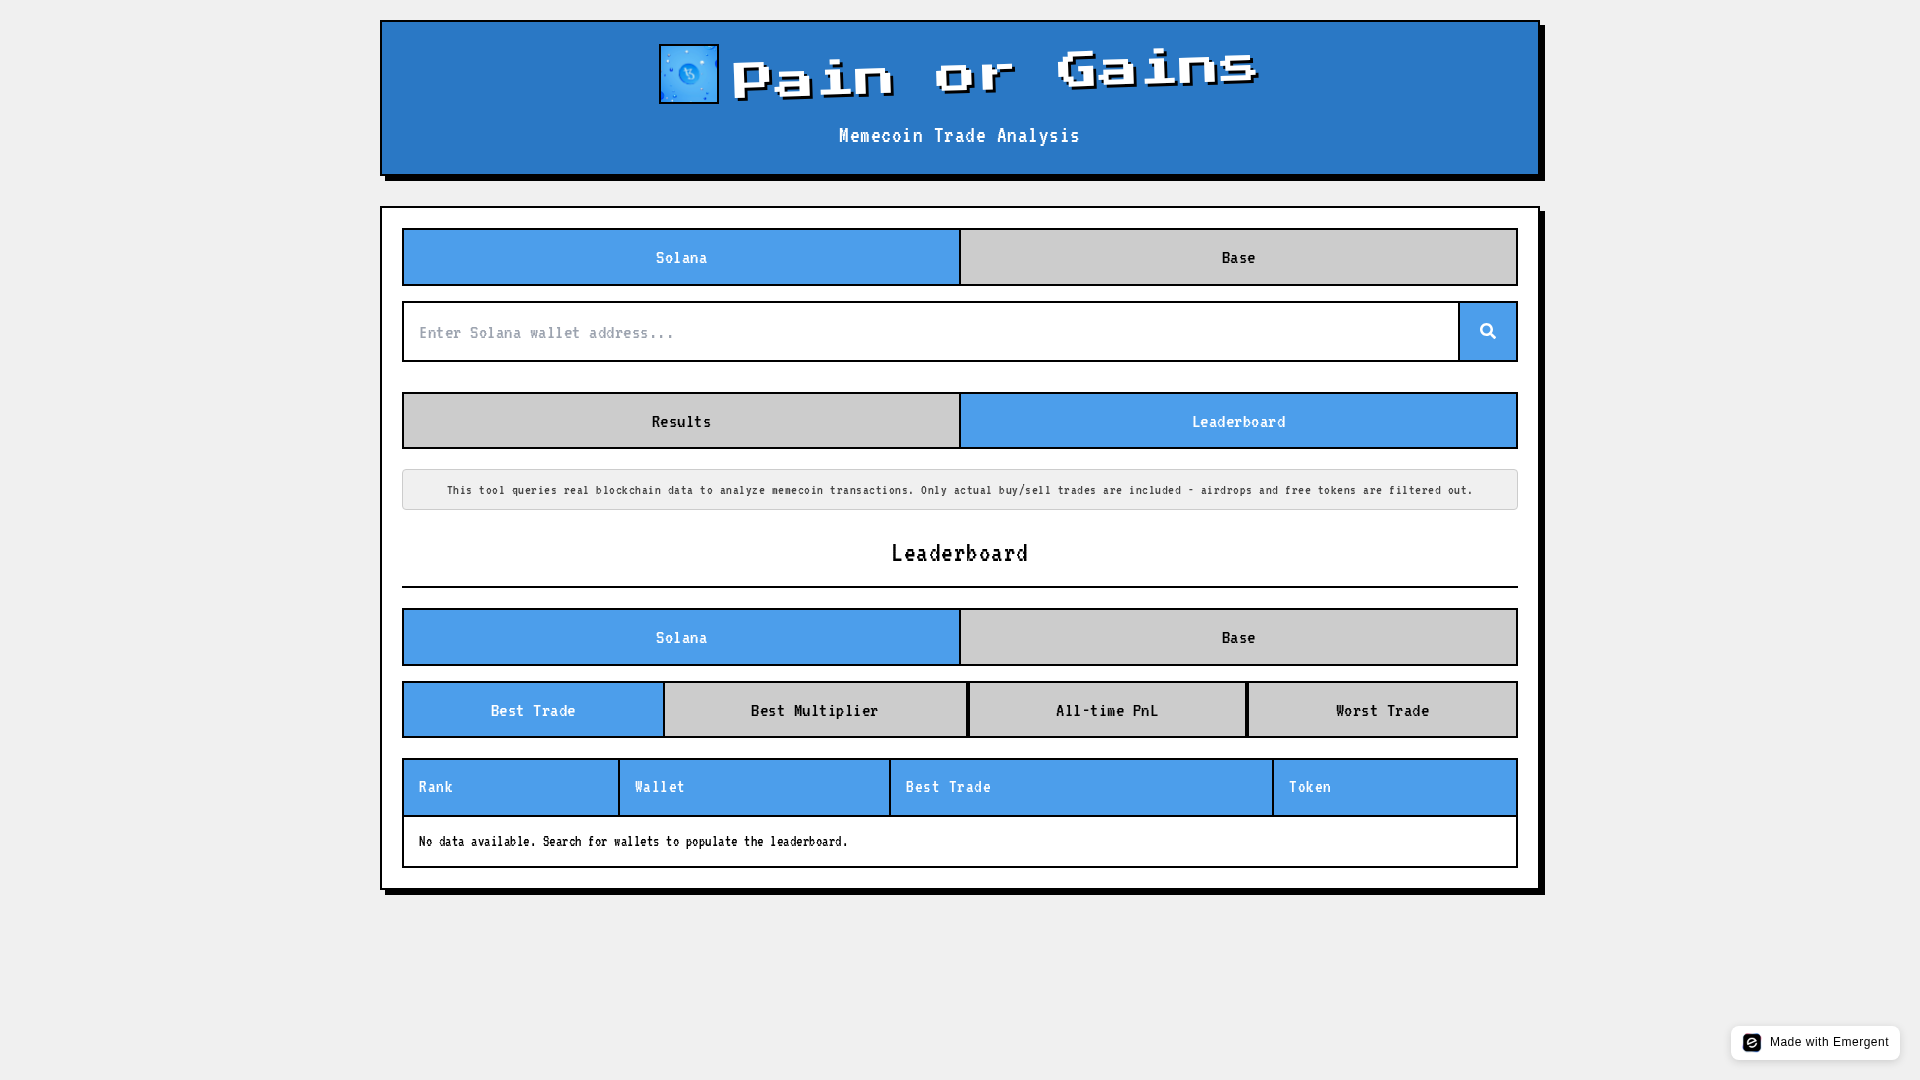 Pain or Gains
Memecoin Trade Analysis
Solana
Base
Enter Solana wallet address...
Results
Leaderboard
This tool queries real blockchain data to analyze memecoin transactions. Only actual buy/sell trades are included - airdrops and free tokens are filtered out.
Leaderboard
Solana
Base
Best Trade
Best Multiplier
All-time PnL
Worst Trade
Rank
Wallet
Best Trade
Token
No data available. Search for wallets to populate the leaderboard.
Made with Emergent